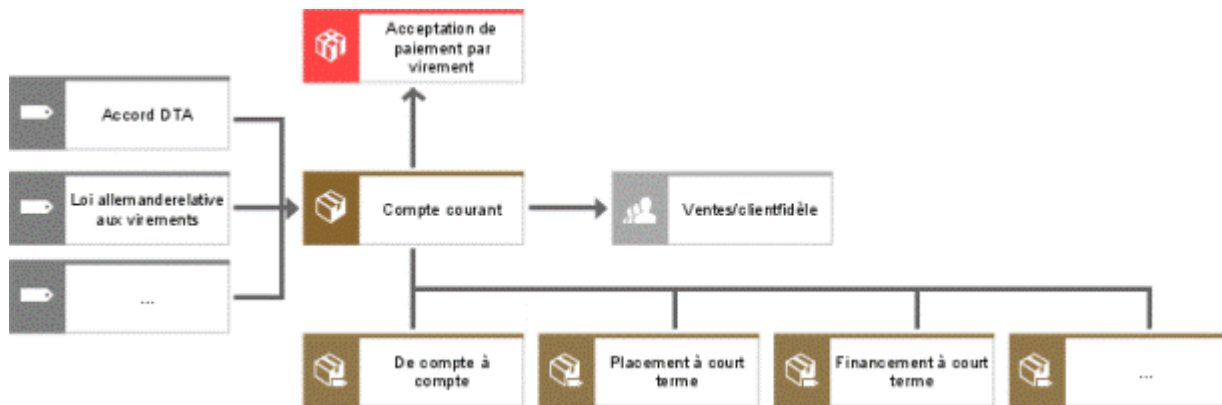 Acceptation de
paiement par
virement
Accord DTA
Loi allemanderelative
aux virements
Compte courant
Ventes/clientfidèle
...
De compte à
compte
Placement à court
terme
Financement à court
terme
...